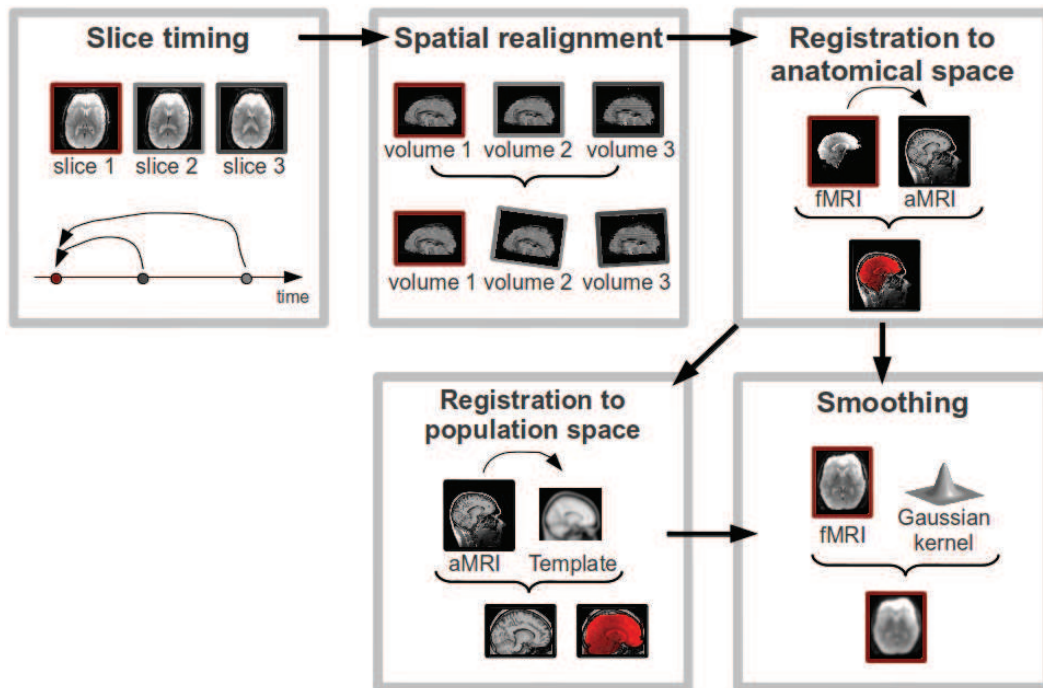 Slice timing
slice 1 slice 2 slice 3
time
Spatial realignment
volume 1 volume 2 volume 3
volume 1 volume 2 volume 3
Registration to
anatomical space
fMRI aMRI
Registration to
population space
aMRI Template
Smoothing
fMRI
Gaussian
kernel